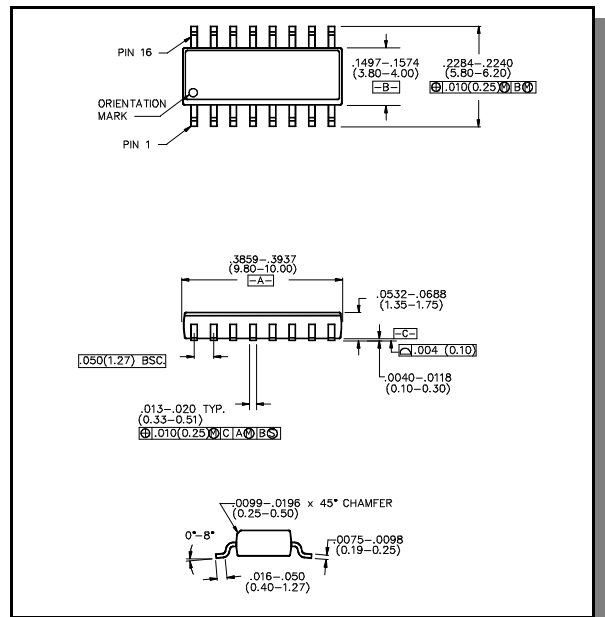 PIN 16
ORIENTATION
MARK
PIN 1
.1497-.1574
(3.80-4.00)
-B-
.2284-.2240
(5.80-6.20)
⌖ .010(0.25)Ⓜ B Ⓜ
.3859-.3937
(9.80-10.00)
-A-
.0532-.0688
(1.35-1.75)
-C-
⌓ .004 (0.10)
.050(1.27) BSC.
.0040-.0118
(0.10-0.30)
.013-.020 TYP.
(0.33-0.51)
⌖ .010(0.25)Ⓜ C A Ⓜ B Ⓢ
.0099-.0196 x 45° CHAMFER
(0.25-0.50)
0°-8°
.0075-.0098
(0.19-0.25)
.016-.050
(0.40-1.27)